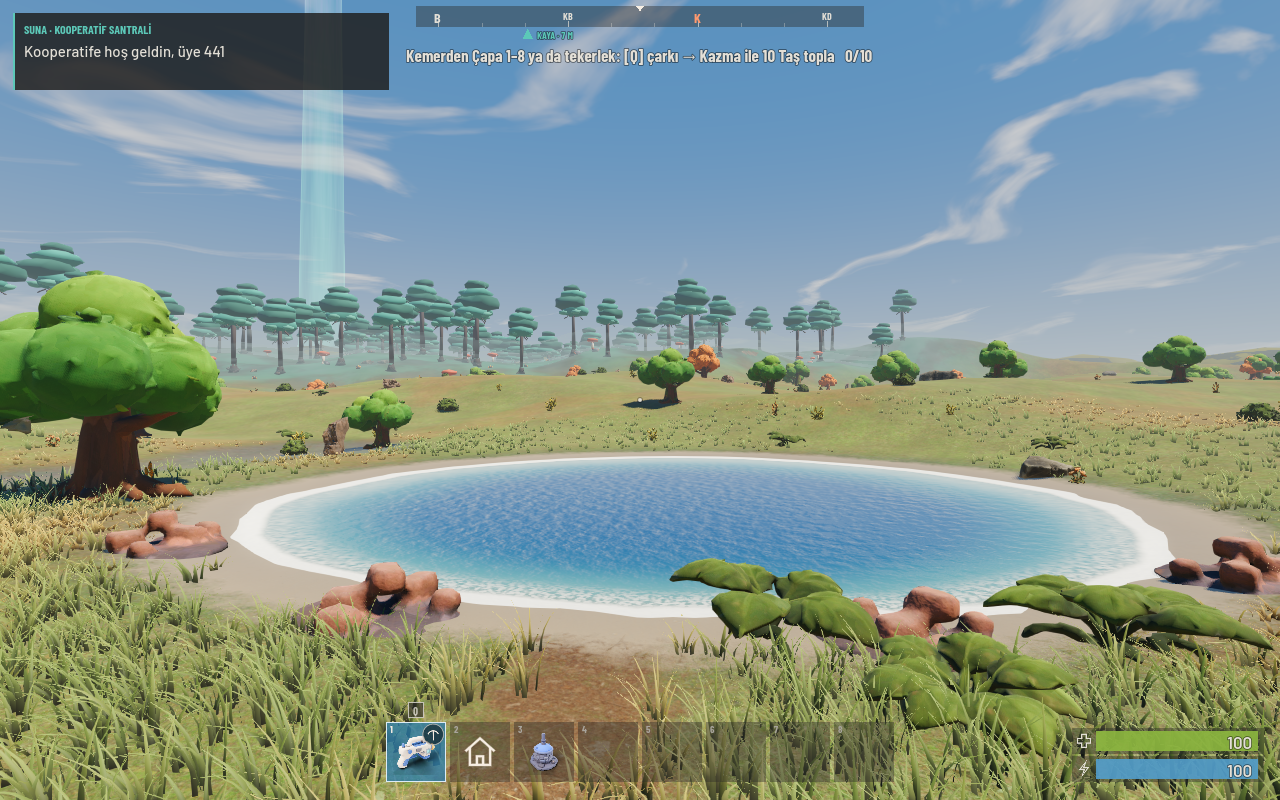 SUNA · KOOPERATİF SANTRALİ
Kooperatife hoş geldin, üye 441
B KB K KD
KAYA · 7 M
Kemerden Çapa 1–8 ya da tekerlek: [Q] çarkı → Kazma ile 10 Taş topla 0/10
Q
1 2 3 4 5 6 7 8
100
100